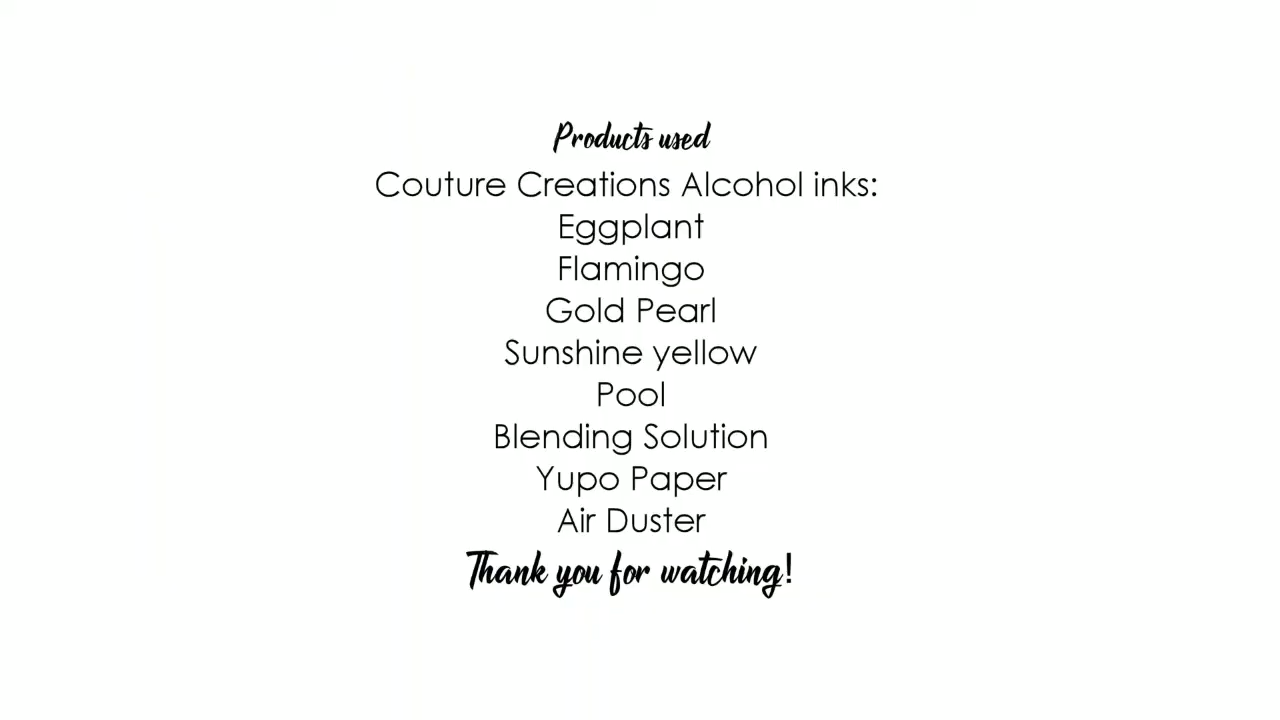 Products used
Couture Creations Alcohol inks:
Eggplant
Flamingo
Gold Pearl
Sunshine yellow
Pool
Blending Solution
Yupo Paper
Air Duster
Thank you for watching!